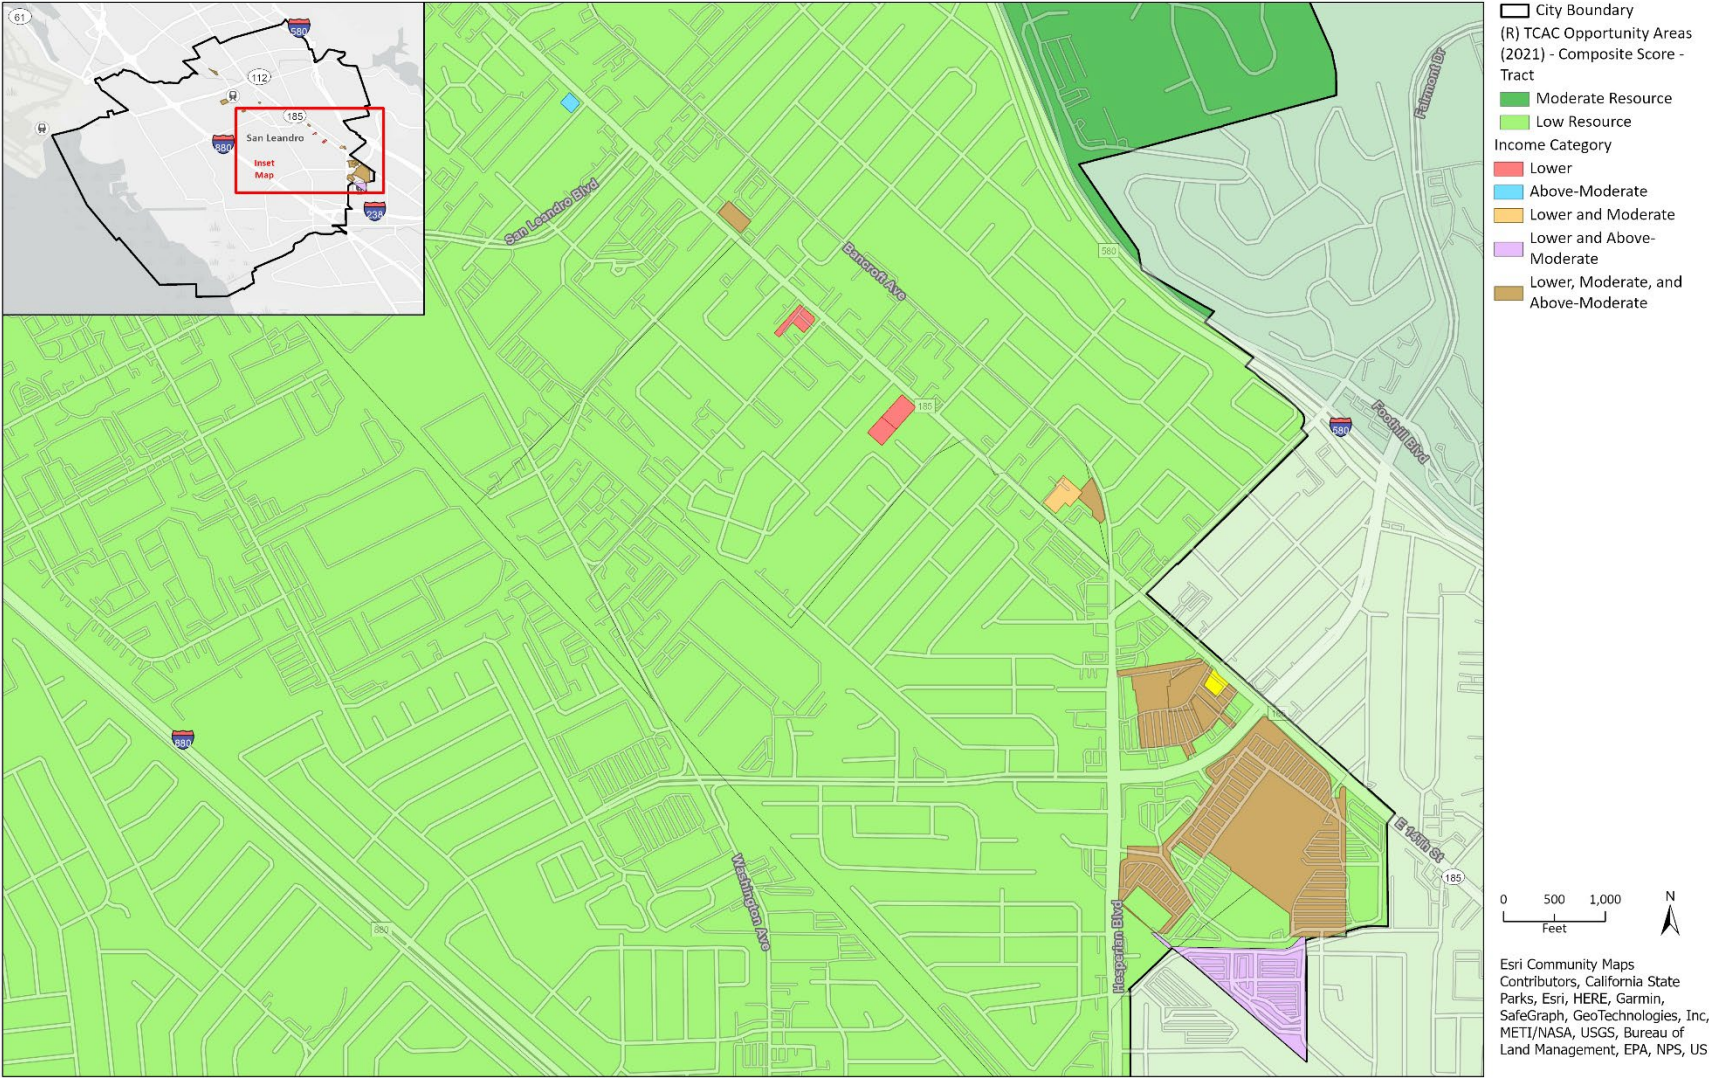 61
580
112
185
San Leandro
880
Inset
Map
238
San Leandro Blvd
Bancroft Ave
580
Fairmont Dr
185
580
Foothill Blvd
185
880
880
E 14Th St
185
Washington Ave
Hesperian Blvd
City Boundary
(R) TCAC Opportunity Areas
(2021) - Composite Score -
Tract
Moderate Resource
Low Resource
Income Category
Lower
Above-Moderate
Lower and Moderate
Lower and Above-
Moderate
Lower, Moderate, and
Above-Moderate
0 500 1,000
Feet
N
Esri Community Maps
Contributors, California State
Parks, Esri, HERE, Garmin,
SafeGraph, GeoTechnologies, Inc,
METI/NASA, USGS, Bureau of
Land Management, EPA, NPS, US